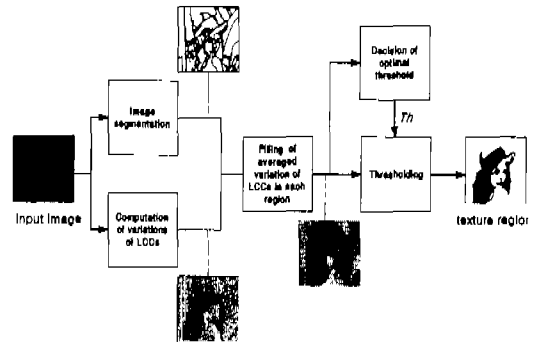 Decision of
optimal
threshold
Image
segmentation
Th
Filling of
averaged
variation of
LCCs in each
region
Thresholding
Input image
Computation
of variations
of LCCs
texture region